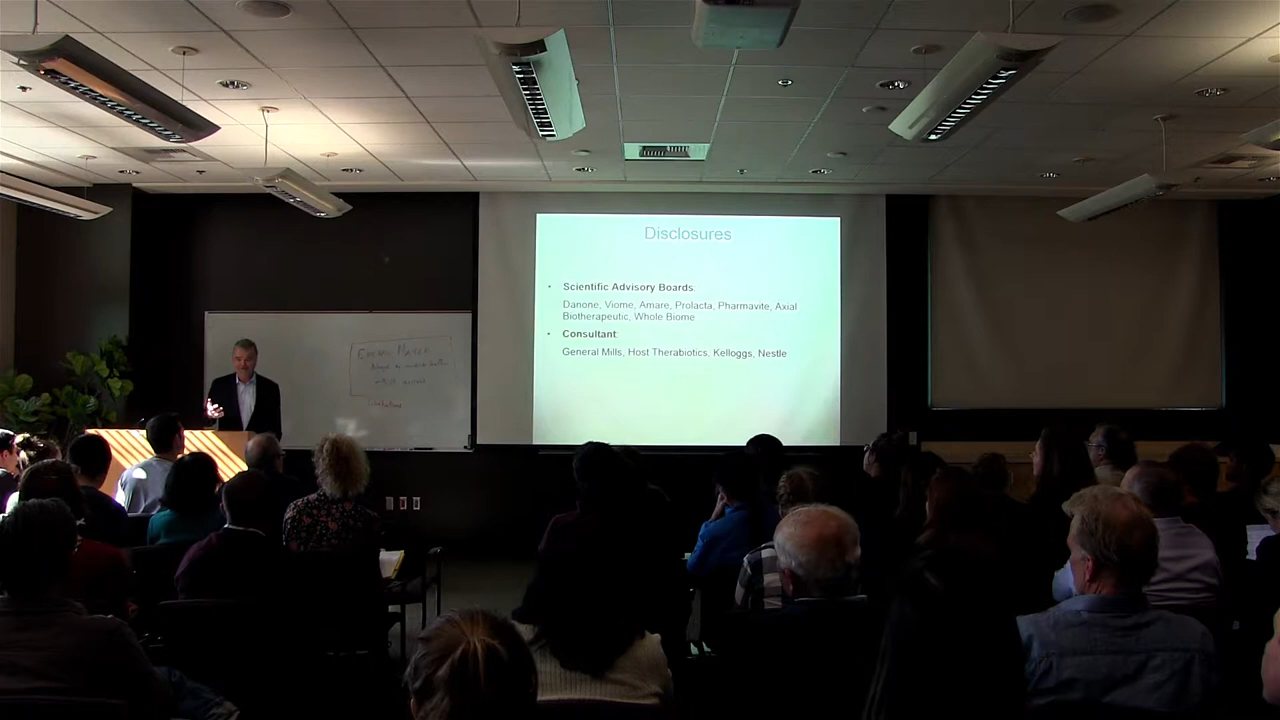 Disclosures
• Scientific Advisory Boards:
Danone, Viome, Amare, Prolacta, Pharmavite, Axial
Biotherapeutic, Whole Biome
• Consultant:
General Mills, Host Therabiotics, Kelloggs, Nestle